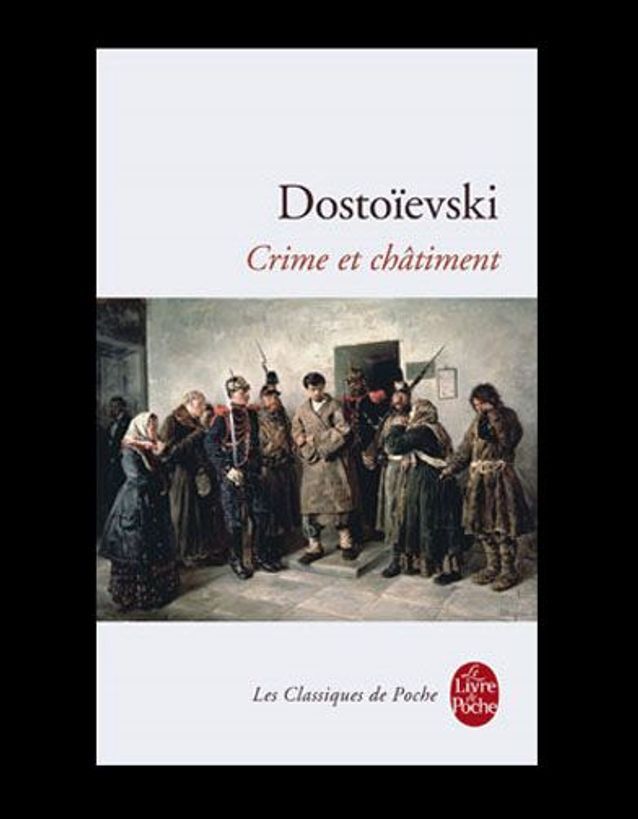 Dostoïevski
Crime et châtiment
Les Classiques de Poche
Le
Livre
de
Poche